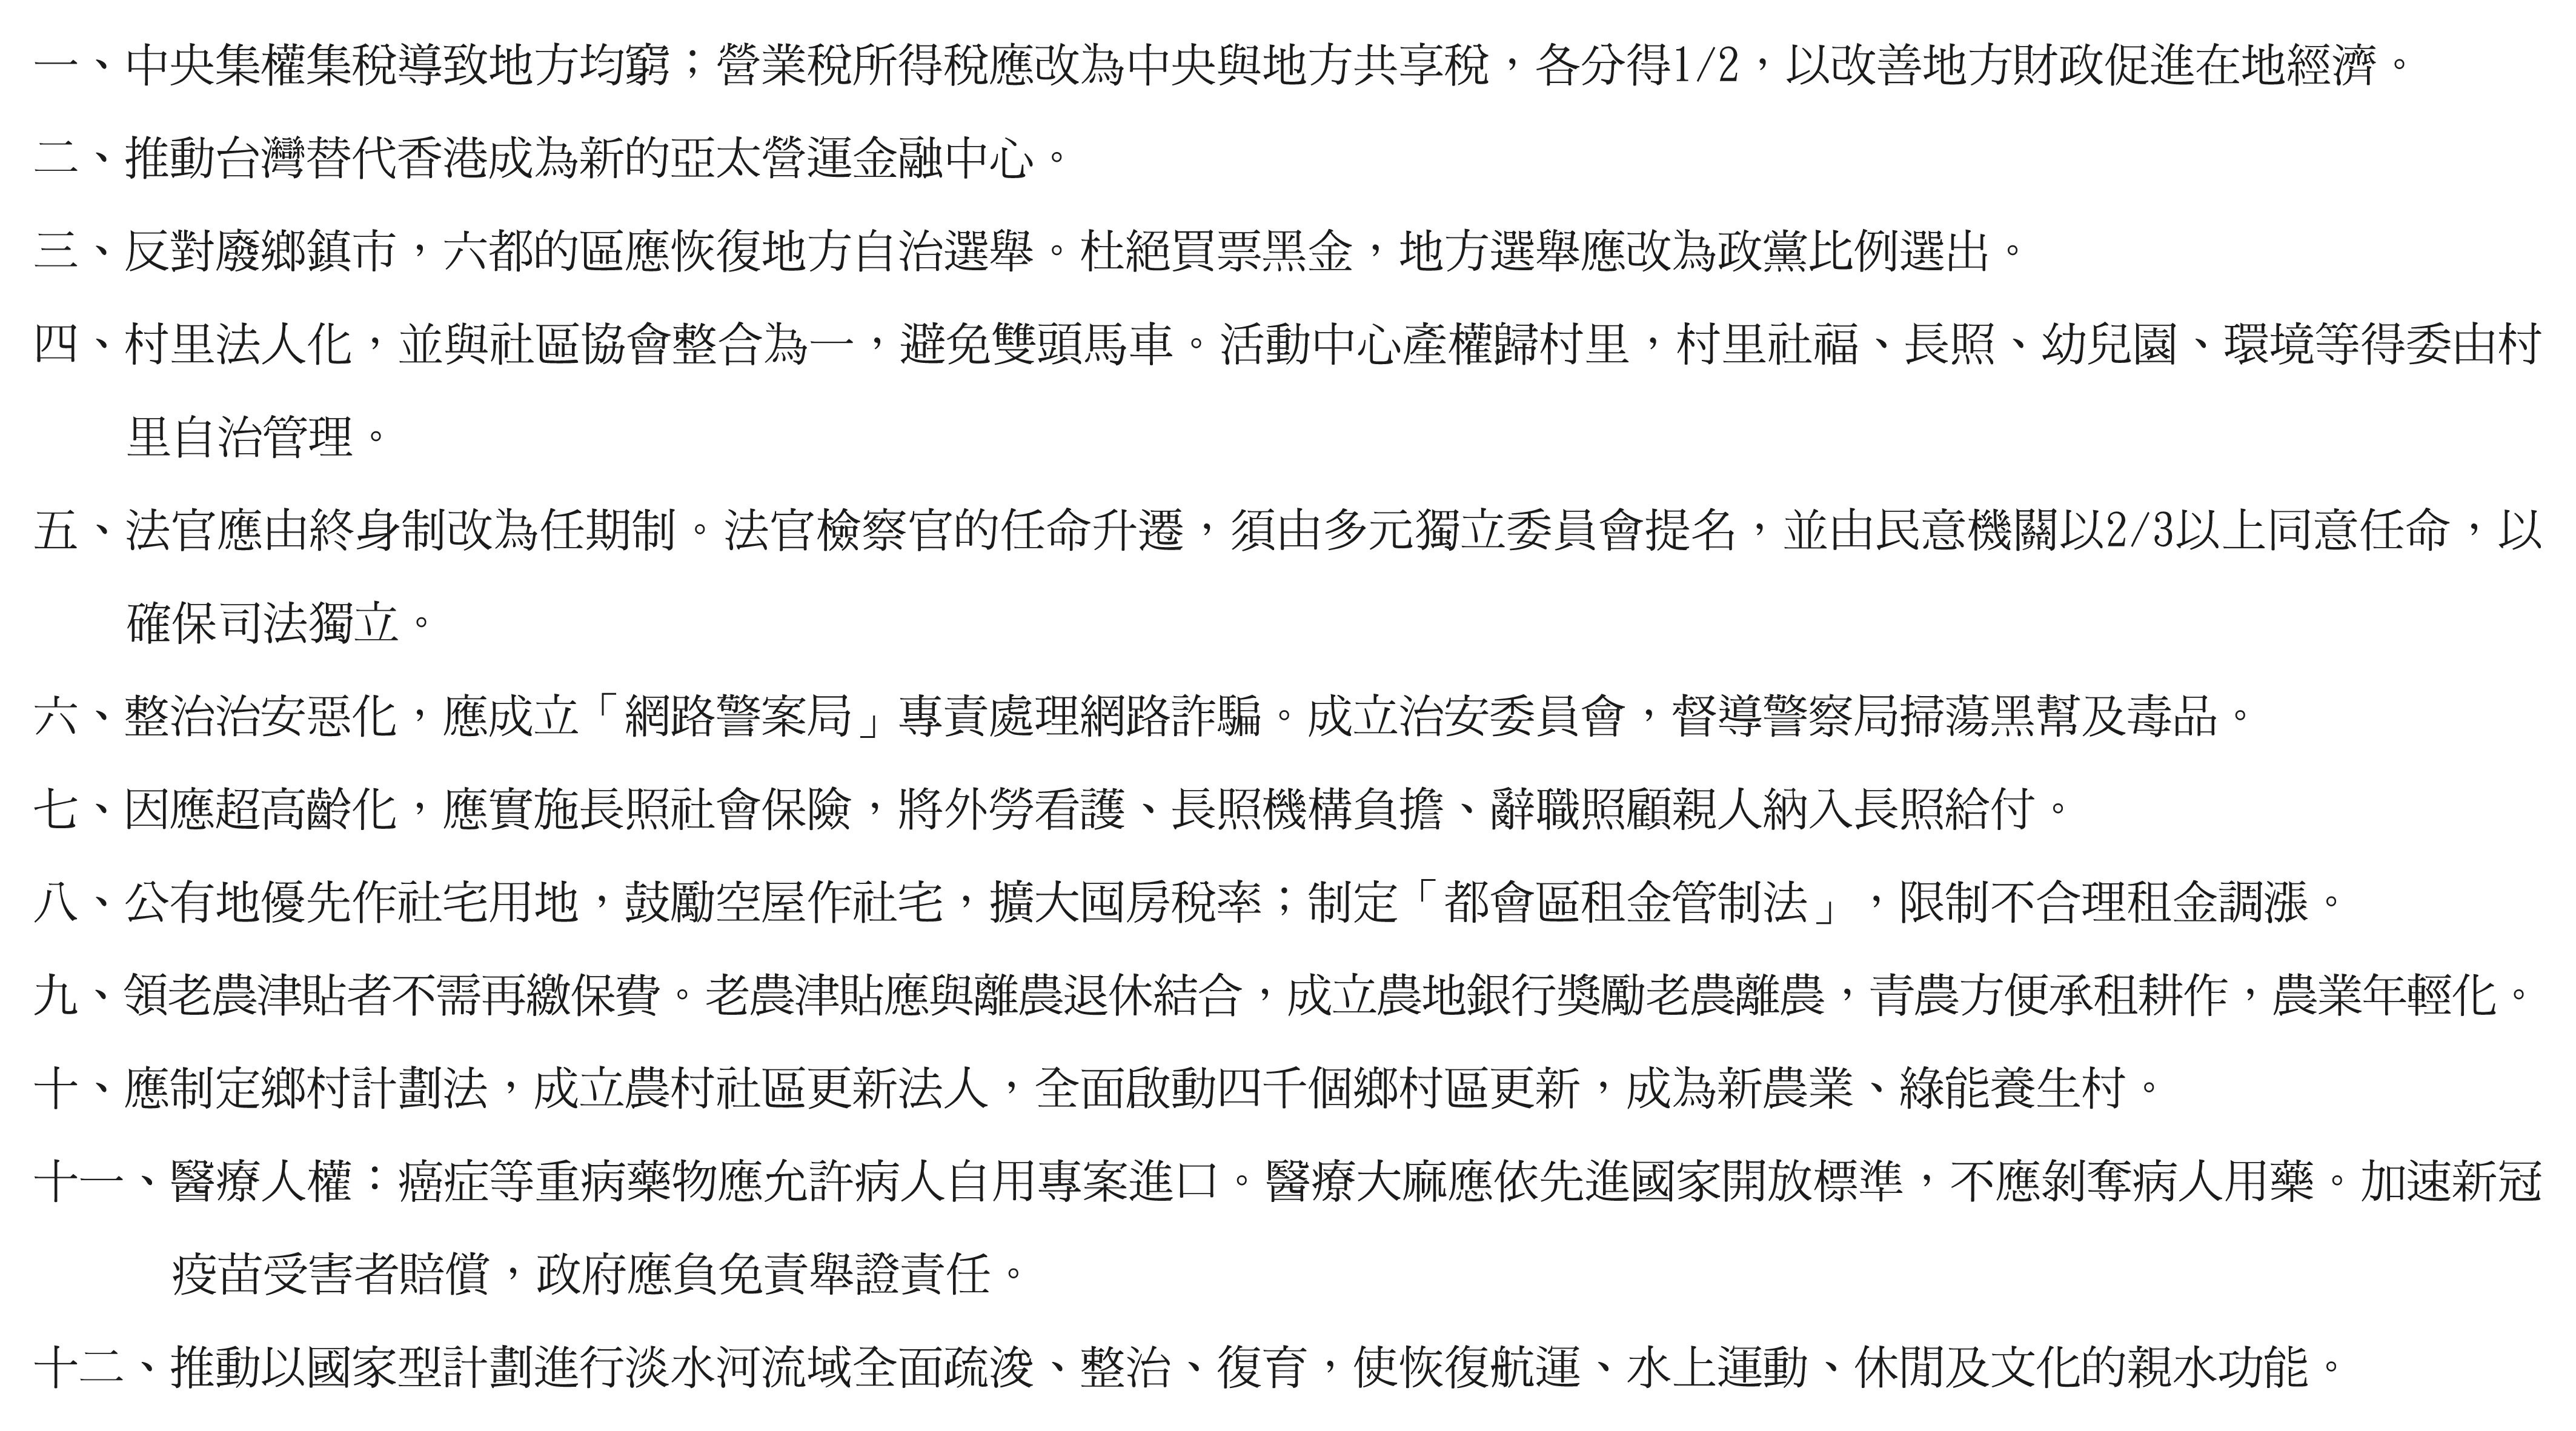 一、中央集權集稅導致地方均窮；營業稅所得稅應改為中央與地方共享稅，各分得1/2，以改善地方財政促進在地經濟。
二、推動台灣替代香港成為新的亞太營運金融中心。
三、反對廢鄉鎮市，六都的區應恢復地方自治選舉。杜絕買票黑金，地方選舉應改為政黨比例選出。
四、村里法人化，並與社區協會整合為一，避免雙頭馬車。活動中心產權歸村里，村里社福、長照、幼兒園、環境等得委由村
里自治管理。
五、法官應由終身制改為任期制。法官檢察官的任命升遷，須由多元獨立委員會提名，並由民意機關以2/3以上同意任命，以
確保司法獨立。
六、整治治安惡化，應成立「網路警案局」專責處理網路詐騙。成立治安委員會，督導警察局掃蕩黑幫及毒品。
七、因應超高齡化，應實施長照社會保險，將外勞看護、長照機構負擔、辭職照顧親人納入長照給付。
八、公有地優先作社宅用地，鼓勵空屋作社宅，擴大囤房稅率；制定「都會區租金管制法」，限制不合理租金調漲。
九、領老農津貼者不需再繳保費。老農津貼應與離農退休結合，成立農地銀行獎勵老農離農，青農方便承租耕作，農業年輕化。
十、應制定鄉村計劃法，成立農村社區更新法人，全面啟動四千個鄉村區更新，成為新農業、綠能養生村。
十一、醫療人權：癌症等重病藥物應允許病人自用專案進口。醫療大麻應依先進國家開放標準，不應剝奪病人用藥。加速新冠
疫苗受害者賠償，政府應負免責舉證責任。
十二、推動以國家型計劃進行淡水河流域全面疏浚、整治、復育，使恢復航運、水上運動、休閒及文化的親水功能。